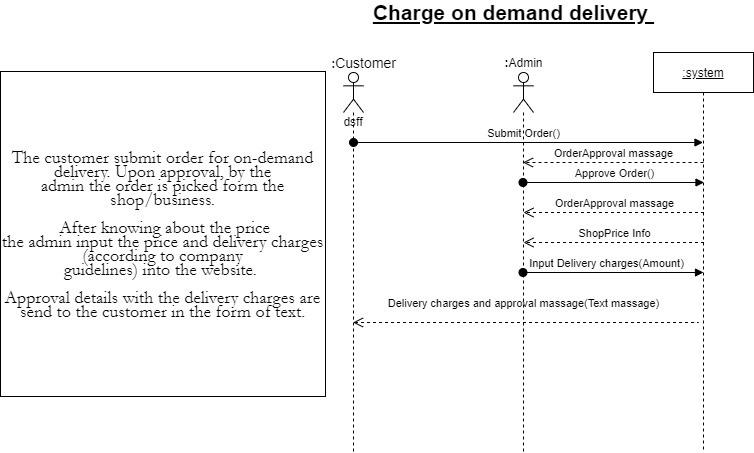 Charge on demand delivery
:Customer
:Admin
:system
dsff
Submit Order()
OrderApproval massage
Approve Order()
OrderApproval massage
ShopPrice Info
Input Delivery charges(Amount)
Delivery charges and approval massage(Text massage)
The customer submit order for on-demand
delivery. Upon approval, by the
admin the order is picked form the
shop/business.
After knowing about the price
the admin input the price and delivery charges
(according to company
guidelines) into the website.
Approval details with the delivery charges are
send to the customer in the form of text.